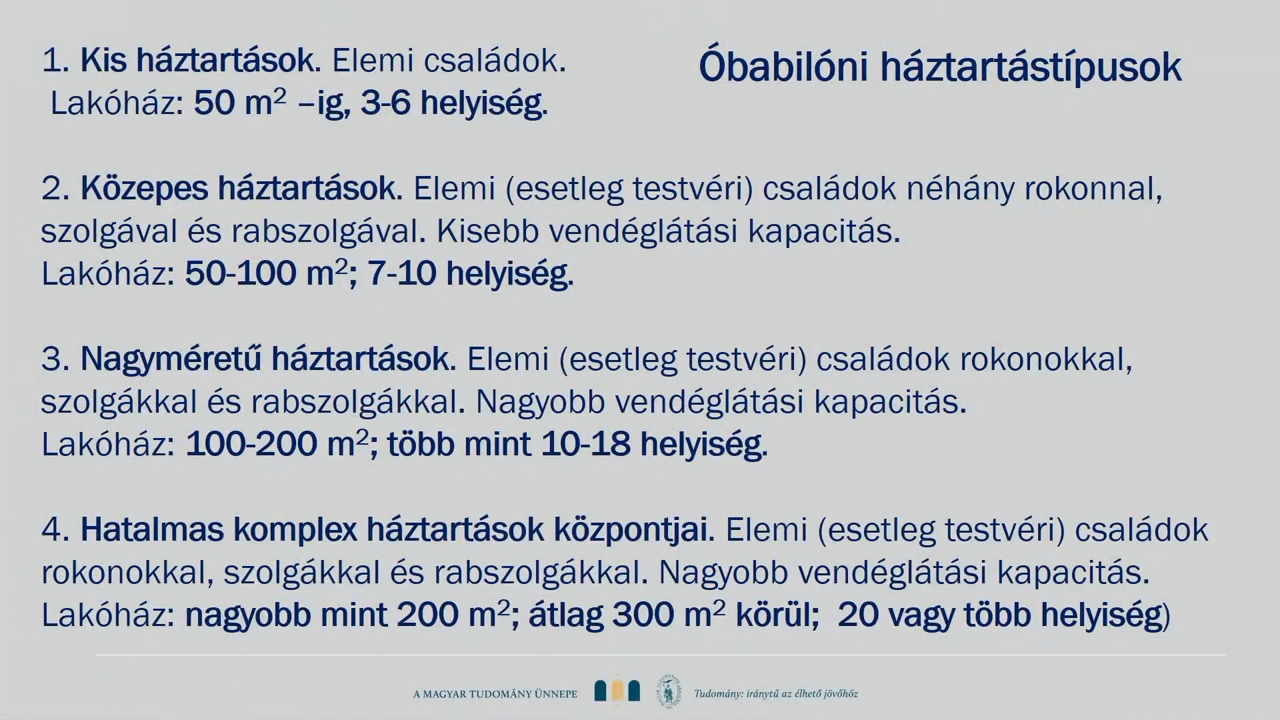 Óbabilóni háztartástípusok
1. Kis háztartások. Elemi családok.
Lakóház: 50 m² –ig, 3-6 helyiség.
2. Közepes háztartások. Elemi (esetleg testvéri) családok néhány rokonnal,
szolgával és rabszolgával. Kisebb vendéglátási kapacitás.
Lakóház: 50-100 m²; 7-10 helyiség.
3. Nagyméretű háztartások. Elemi (esetleg testvéri) családok rokonokkal,
szolgákkal és rabszolgákkal. Nagyobb vendéglátási kapacitás.
Lakóház: 100-200 m²; több mint 10-18 helyiség.
4. Hatalmas komplex háztartások központjai. Elemi (esetleg testvéri) családok
rokonokkal, szolgákkal és rabszolgákkal. Nagyobb vendéglátási kapacitás.
Lakóház: nagyobb mint 200 m²; átlag 300 m² körül; 20 vagy több helyiség)
A MAGYAR TUDOMÁNY ÜNNEPE
Tudomány: iránytű az élhető jövőhöz